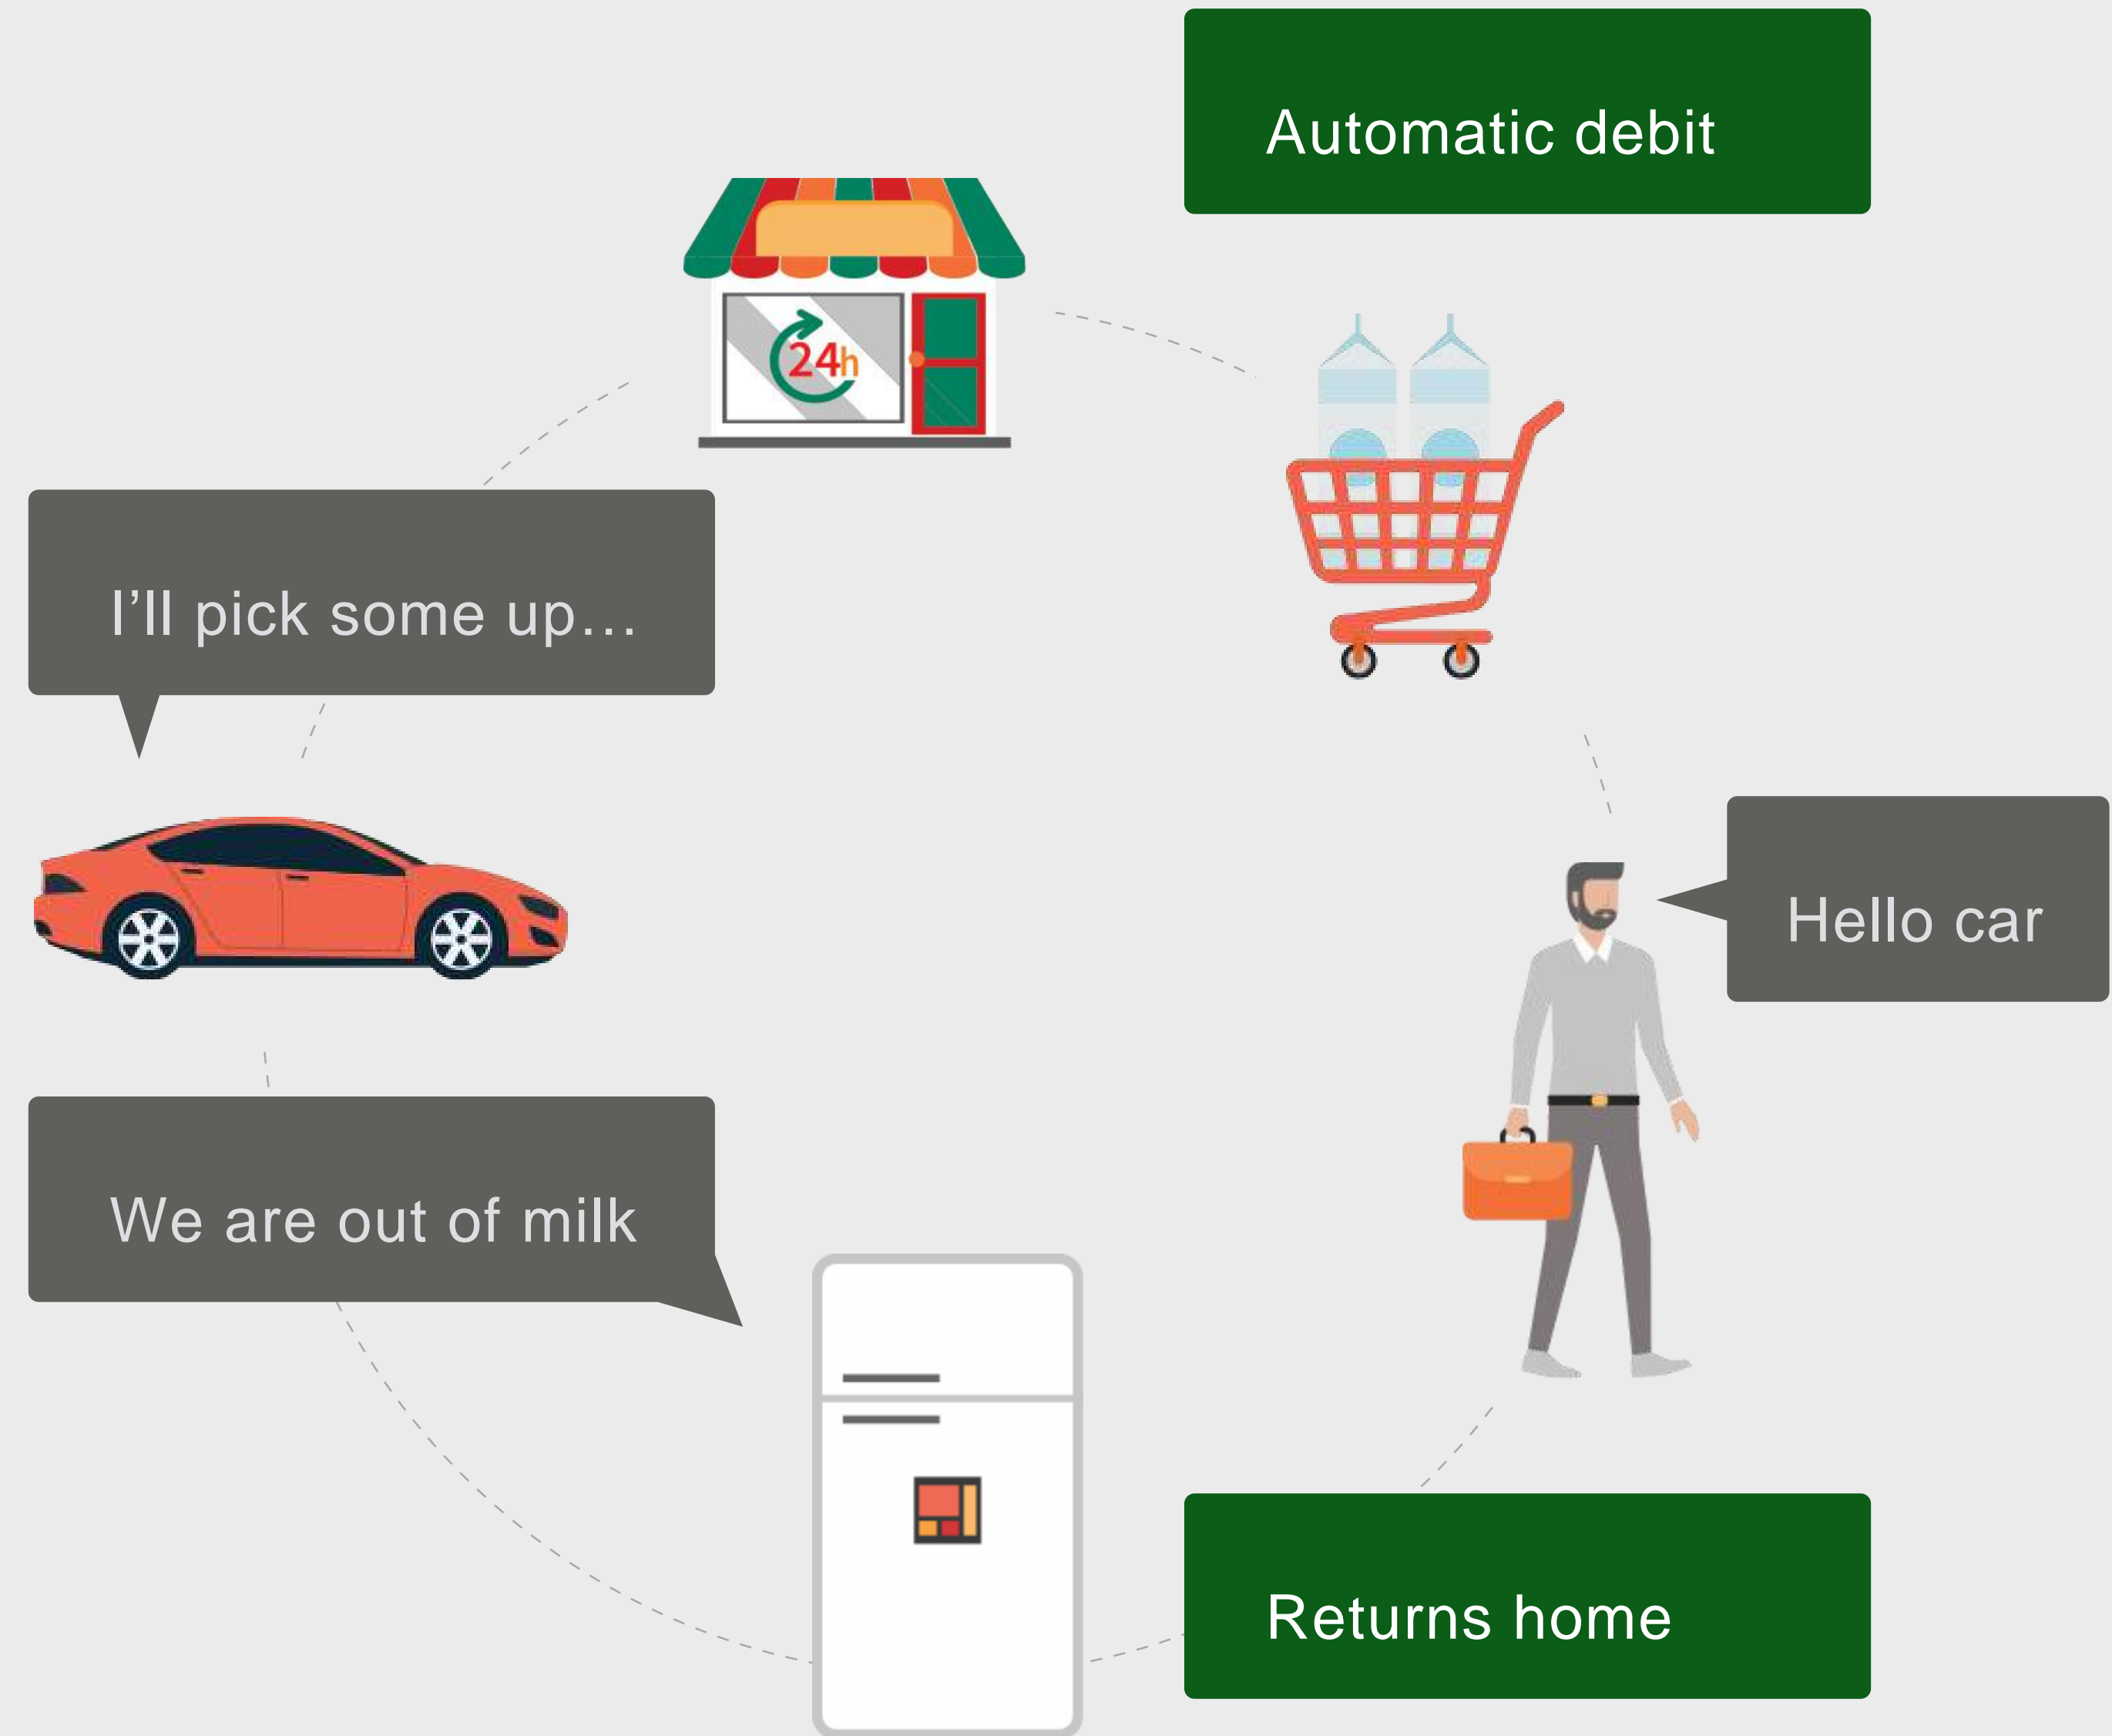 Automatic debit
24h
I’ll pick some up…
Hello car
We are out of milk
Returns home